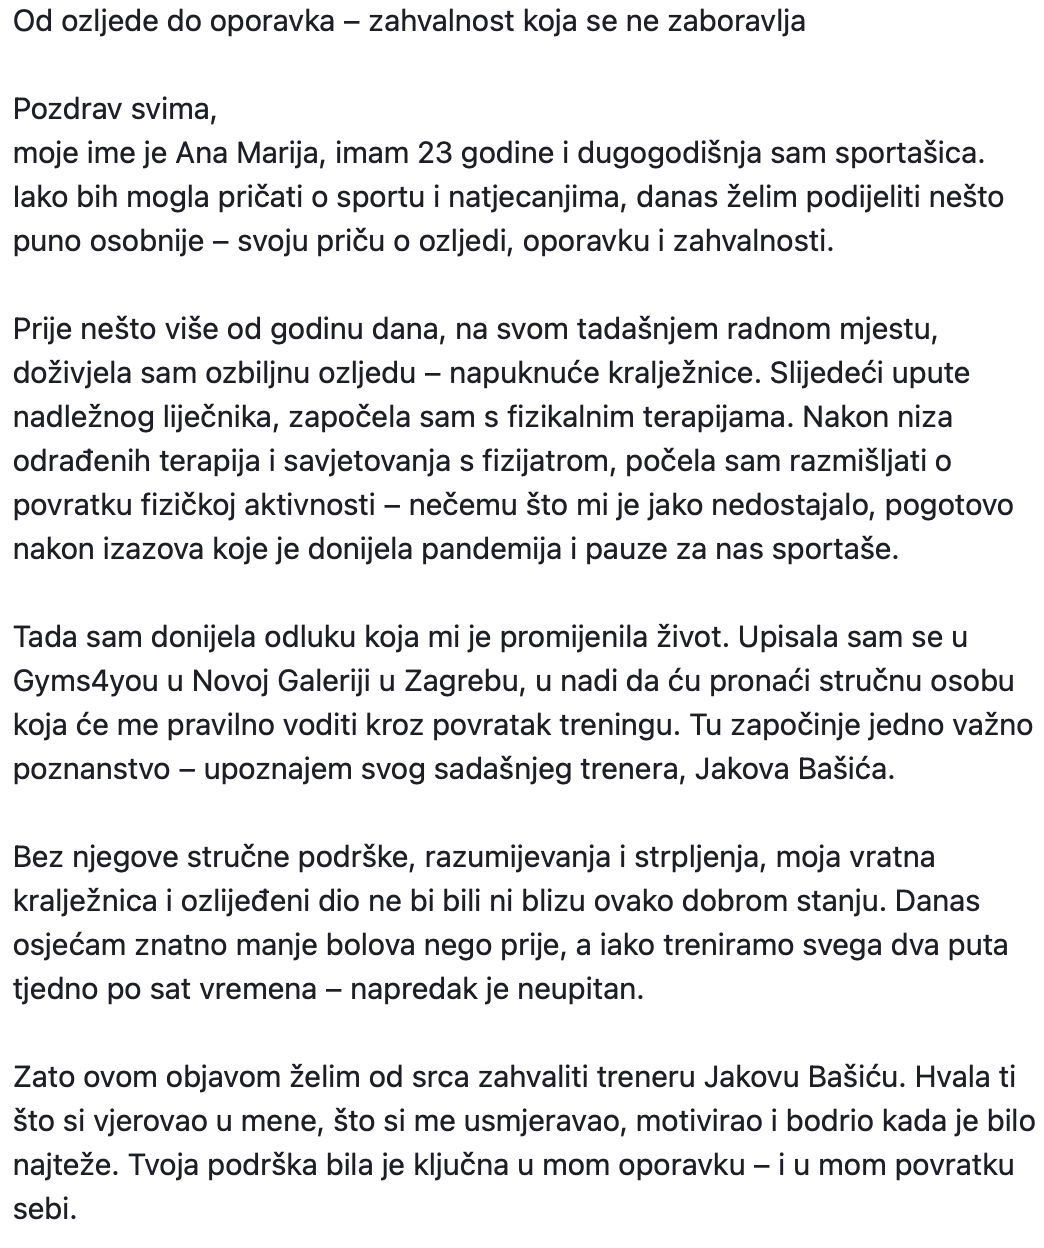 Od ozljede do oporavka – zahvalnost koja se ne zaboravlja
Pozdrav svima,
moje ime je Ana Marija, imam 23 godine i dugogodišnja sam sportašica.
Iako bih mogla pričati o sportu i natjecanjima, danas želim podijeliti nešto
puno osobnije – svoju priču o ozljedi, oporavku i zahvalnosti.
Prije nešto više od godinu dana, na svom tadašnjem radnom mjestu,
doživjela sam ozbiljnu ozljedu – napuknuće kralježnice. Slijedeći upute
nadležnog liječnika, započela sam s fizikalnim terapijama. Nakon niza
odrađenih terapija i savjetovanja s fizijatrom, počela sam razmišljati o
povratku fizičkoj aktivnosti – nečemu što mi je jako nedostajalo, pogotovo
nakon izazova koje je donijela pandemija i pauze za nas sportaše.
Tada sam donijela odluku koja mi je promijenila život. Upisala sam se u
Gyms4you u Novoj Galeriji u Zagrebu, u nadi da ću pronaći stručnu osobu
koja će me pravilno voditi kroz povratak treningu. Tu započinje jedno važno
poznanstvo – upoznajem svog sadašnjeg trenera, Jakova Bašića.
Bez njegove stručne podrške, razumijevanja i strpljenja, moja vratna
kralježnica i ozlijeđeni dio ne bi bili ni blizu ovako dobrom stanju. Danas
osjećam znatno manje bolova nego prije, a iako treniramo svega dva puta
tjedno po sat vremena – napredak je neupitan.
Zato ovom objavom želim od srca zahvaliti treneru Jakovu Bašiću. Hvala ti
što si vjerovao u mene, što si me usmjeravao, motivirao i bodrio kada je bilo
najteže. Tvoja podrška bila je ključna u mom oporavku – i u mom povratku
sebi.